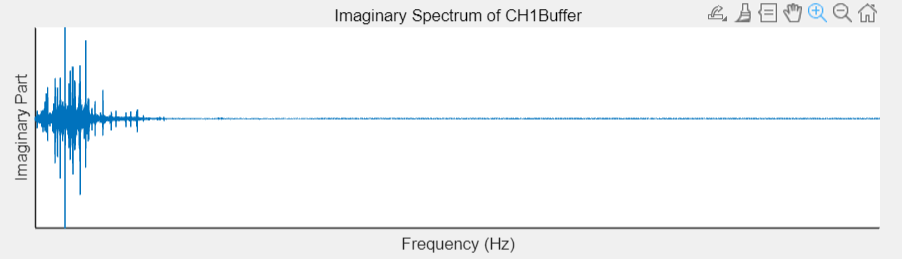 Imaginary Spectrum of CH1Buffer
Imaginary Part
Frequency (Hz)